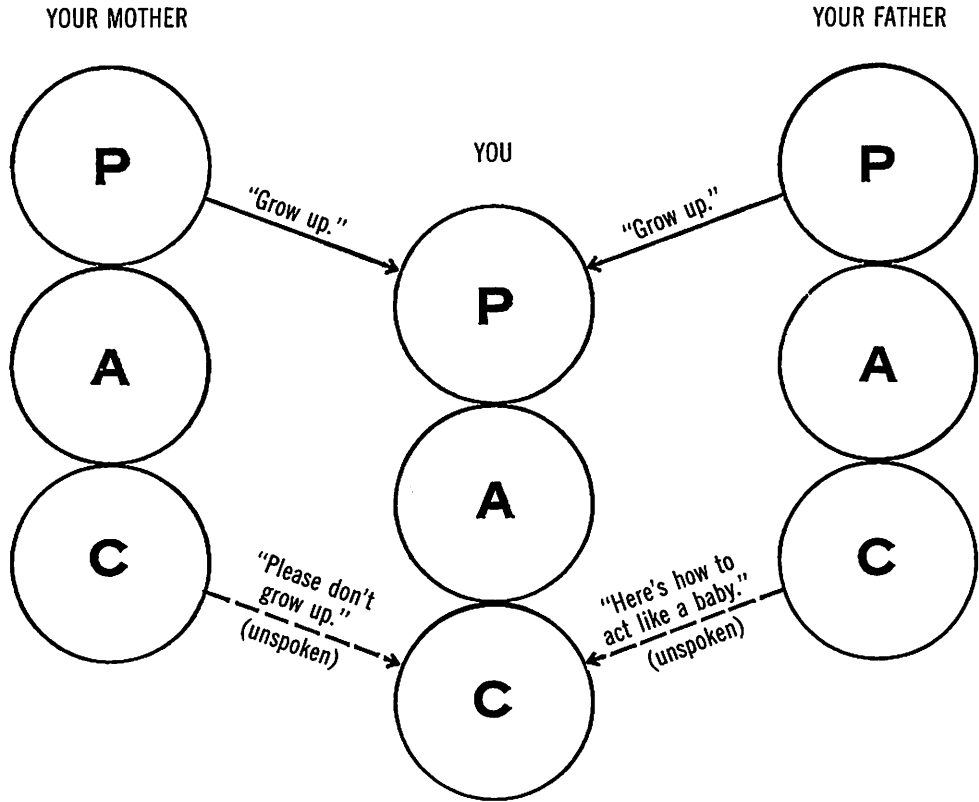 YOUR MOTHER
YOUR FATHER
YOU
P
P
"Grow up."
"Grow up."
P
A
A
A
C
C
"Please don't
grow up."
(unspoken)
"Here's how to
act like a baby."
(unspoken)
C